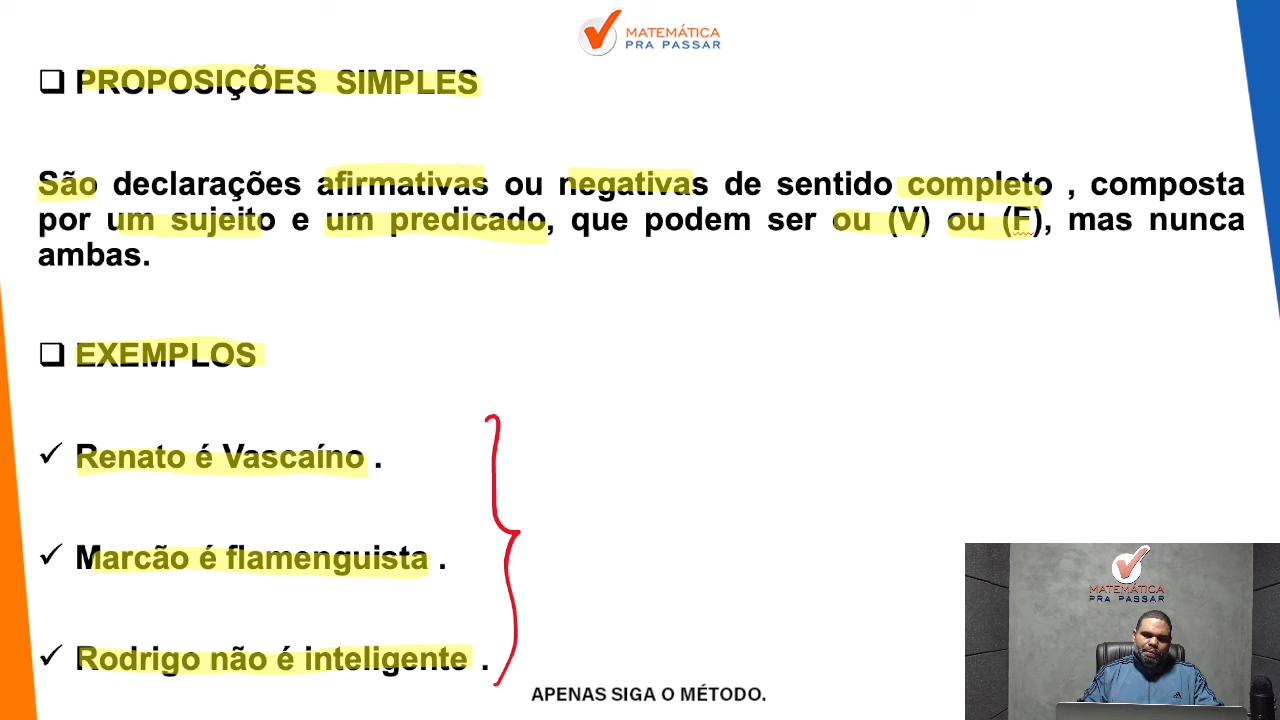 MATEMÁTICA
PRA PASSAR
PROPOSIÇÕES SIMPLES
São declarações afirmativas ou negativas de sentido completo , composta
por um sujeito e um predicado, que podem ser ou (V) ou (F), mas nunca
ambas.
EXEMPLOS
Renato é Vascaíno .
Marcão é flamenguista .
Rodrigo não é inteligente .
MATEMÁTICA
PRA PASSAR
APENAS SIGA O MÉTODO.